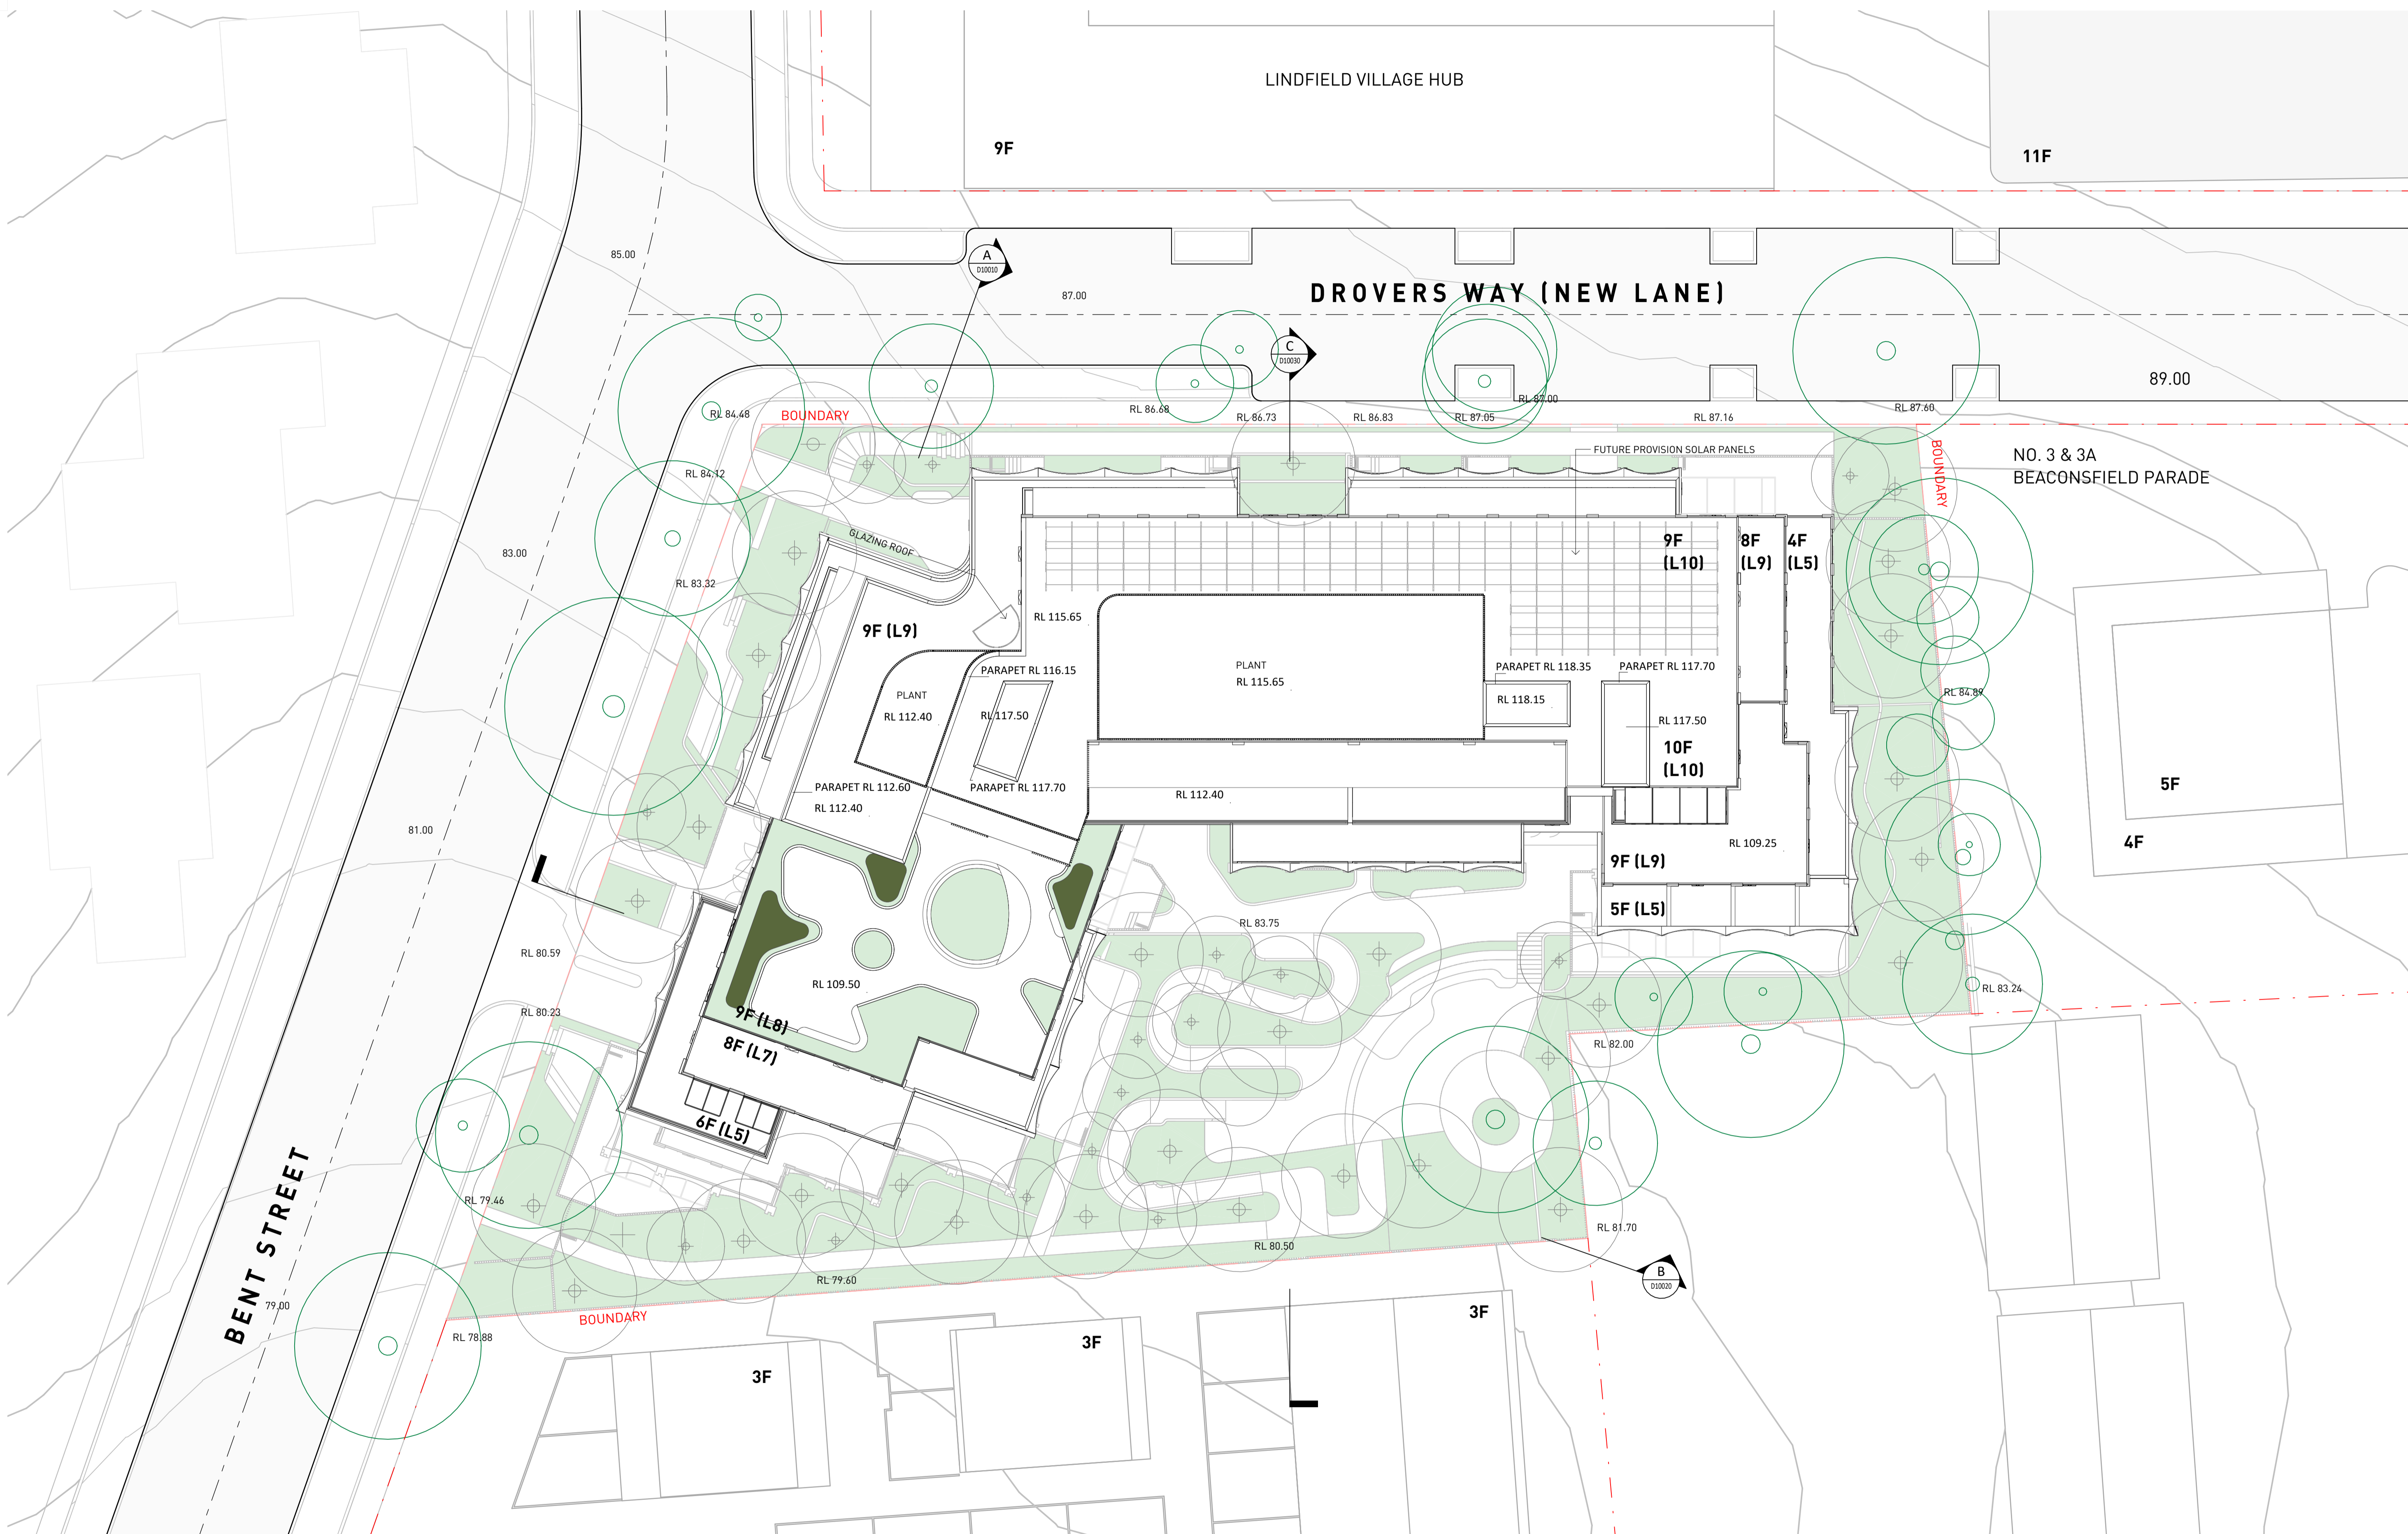 LINDFIELD VILLAGE HUB
9F
11F
85.00
A
D10010
87.00
DROVERS WAY (NEW LANE)
C
D10030
89.00
RL 84.48
BOUNDARY
RL 86.68
RL 86.73
RL 86.83
RL 87.05
RL 87.00
RL 87.16
RL 87.60
BOUNDARY
NO. 3 & 3A
BEACONSFIELD PARADE
FUTURE PROVISION SOLAR PANELS
RL 84.12
GLAZING ROOF
83.00
RL 83.32
9F
(L10)
8F
(L9)
4F
(L5)
RL 115.65
9F (L9)
PARAPET RL 116.15
PLANT
RL 112.40
RL 117.50
PLANT
RL 115.65
PARAPET RL 118.35
RL 118.15
PARAPET RL 117.70
RL 117.50
10F
(L10)
RL 84.89
PARAPET RL 112.60
RL 112.40
PARAPET RL 117.70
RL 112.40
5F
4F
81.00
RL 109.25
9F (L9)
5F (L5)
RL 83.75
RL 80.59
RL 109.50
RL 83.24
RL 80.23
9F (L8)
8F (L7)
6F (L5)
RL 82.00
BENT STREET
RL 79.46
RL 81.70
RL 80.50
RL 79.60
B
D10020
79.00
BOUNDARY
RL 78.88
3F
3F
3F